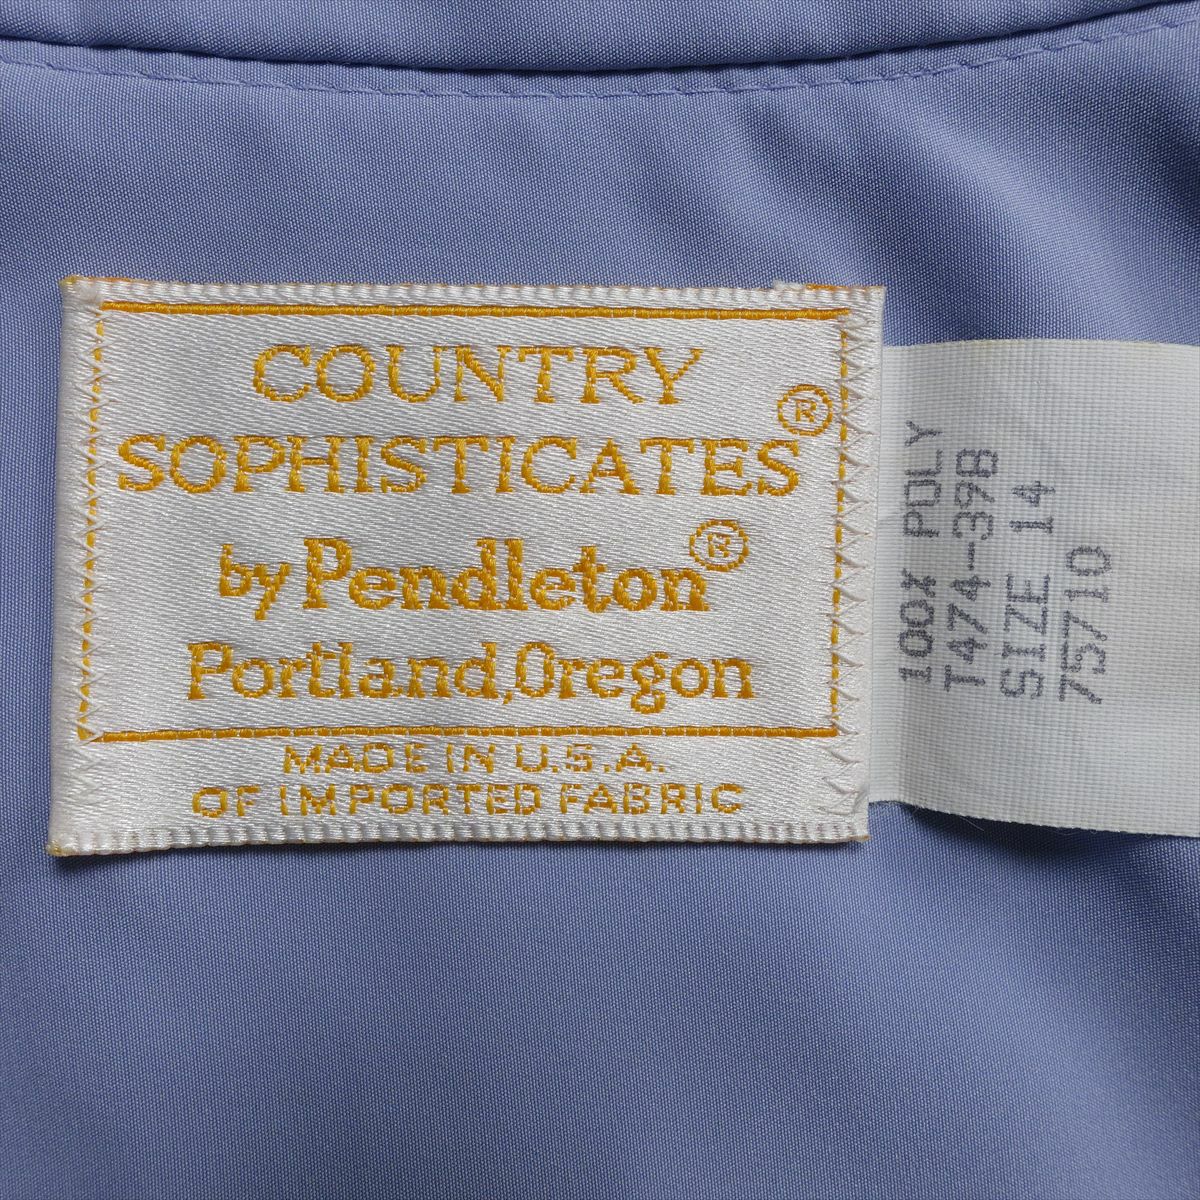 COUNTRY
SOPHISTICATES®
by Pendleton®
Portland, Oregon
MADE IN U.S.A.
OF IMPORTED FABRIC
100% POLY
T474-398
SIZE 14
75710